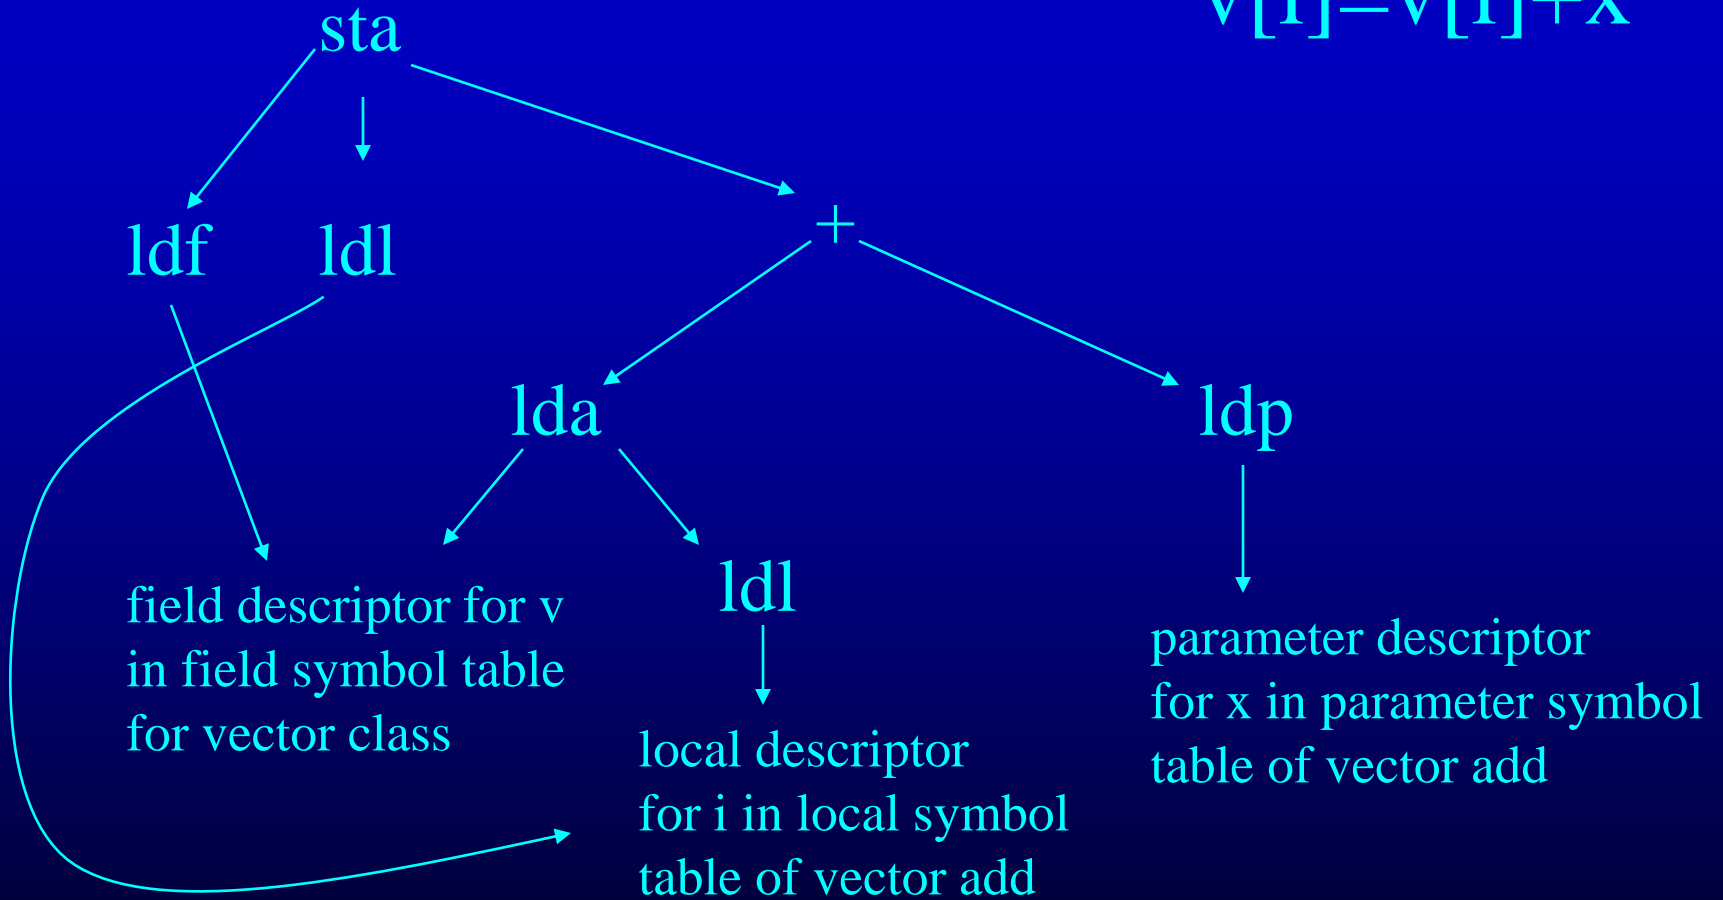 v[i]=v[i]+x
sta
+
ldf ldl
lda
ldp
ldl
field descriptor for v
in field symbol table
for vector class
parameter descriptor
for x in parameter symbol
table of vector add
local descriptor
for i in local symbol
table of vector add